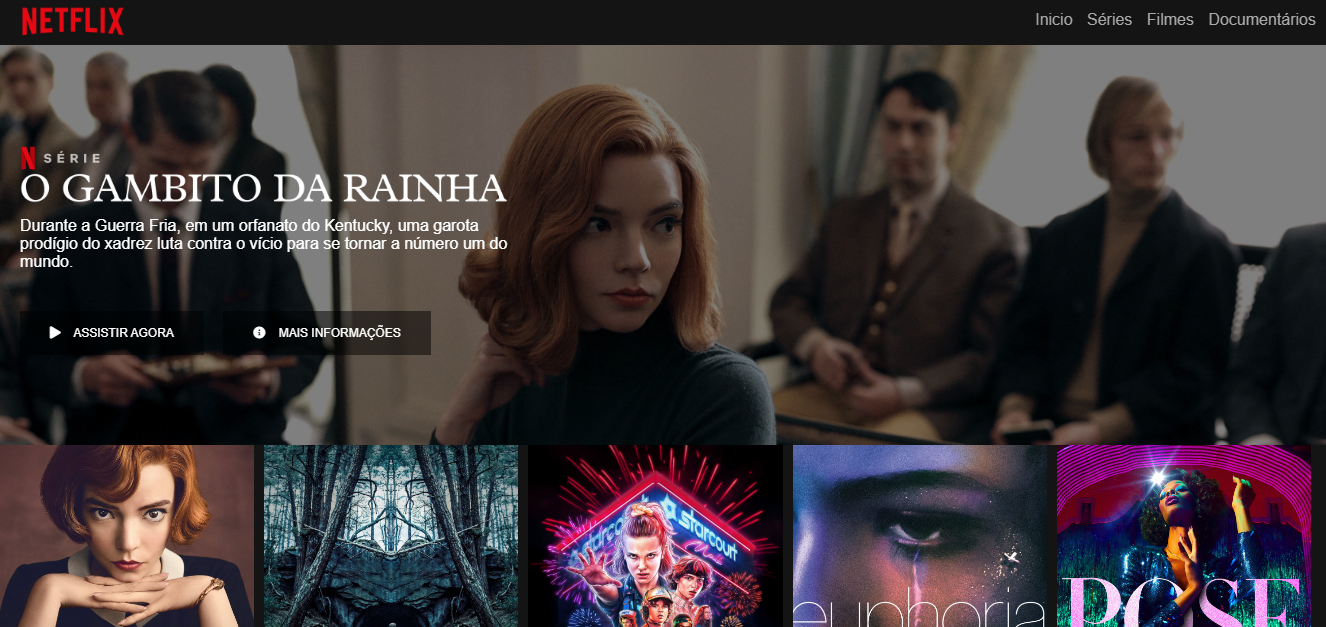 NETFLIX
Inicio Séries Filmes Documentários
N SÉRIE
O GAMBITO DA RAINHA
Durante a Guerra Fria, em um orfanato do Kentucky, uma garota
prodígio do xadrez luta contra o vício para se tornar a número um do
mundo.
ASSISTIR AGORA
MAIS INFORMAÇÕES
starcourt
euphoria
POSE